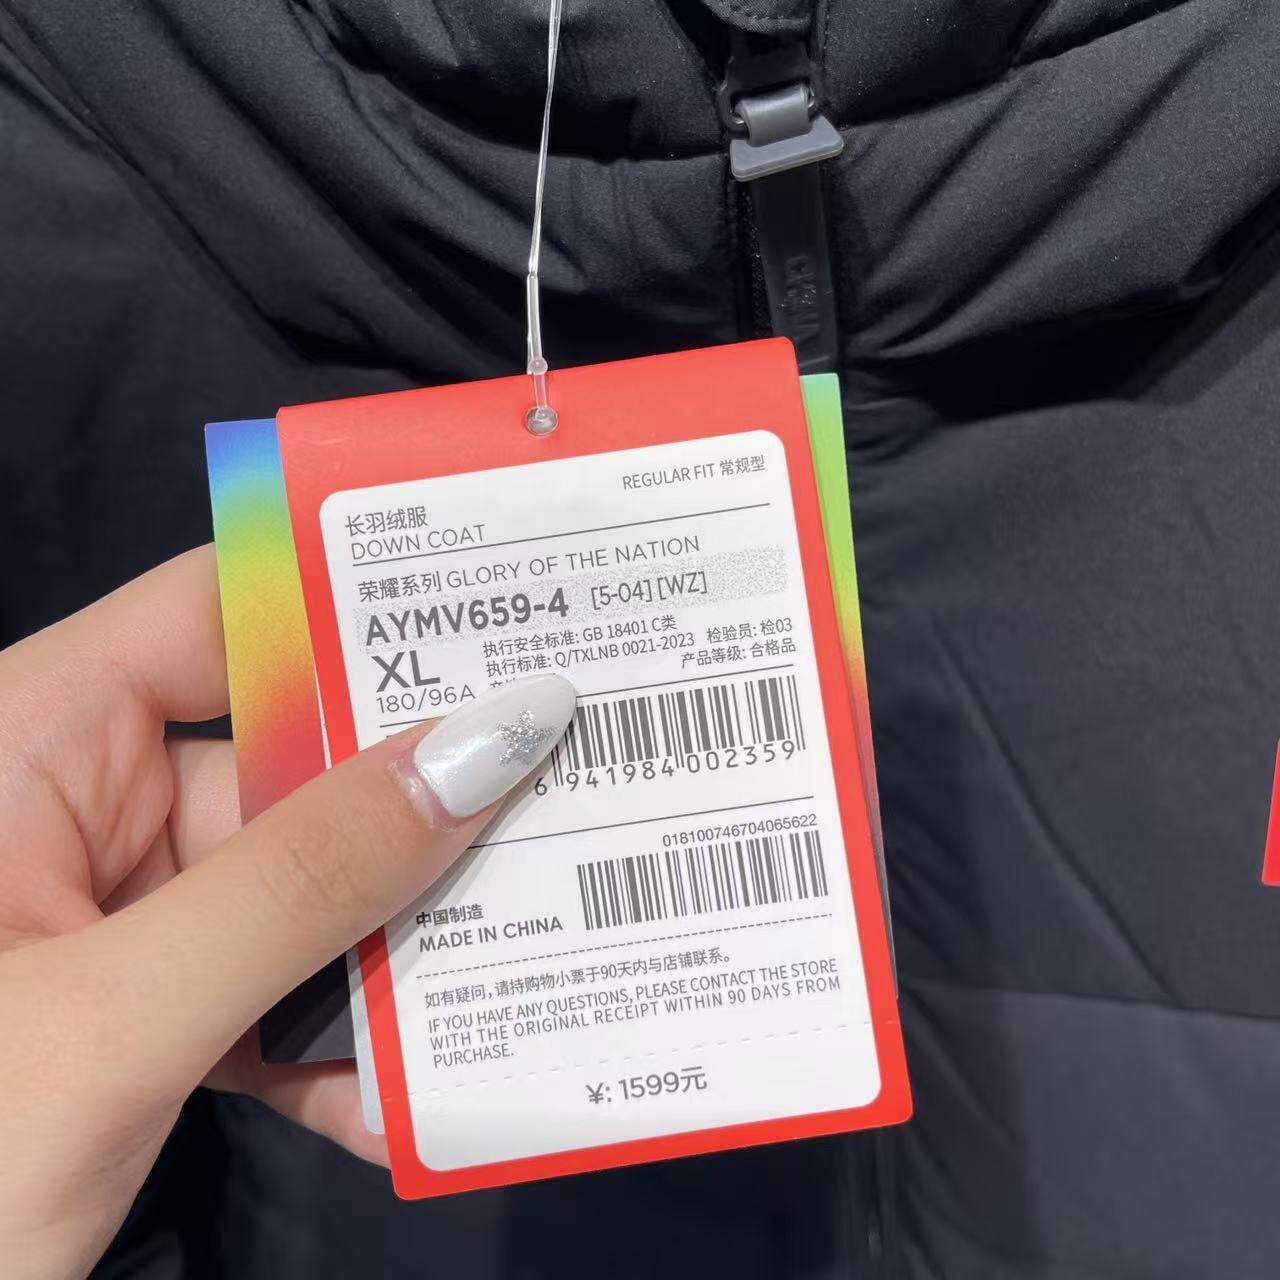 REGULAR FIT 常规型
长羽绒服
DOWN COAT
荣耀系列 GLORY OF THE NATION
AYMV659-4 [5-04] [WZ]
XL
180/96A
执行安全标准: GB 18401 C类
执行标准: Q/TXLNB 0021-2023 检验员: 检03
产品等级: 合格品
6 941984 002359
018100746704065622
中国制造
MADE IN CHINA
如有疑问,请持购物小票于90天内与店铺联系。
IF YOU HAVE ANY QUESTIONS, PLEASE CONTACT THE STORE
WITH THE ORIGINAL RECEIPT WITHIN 90 DAYS FROM
PURCHASE.
¥: 1599元